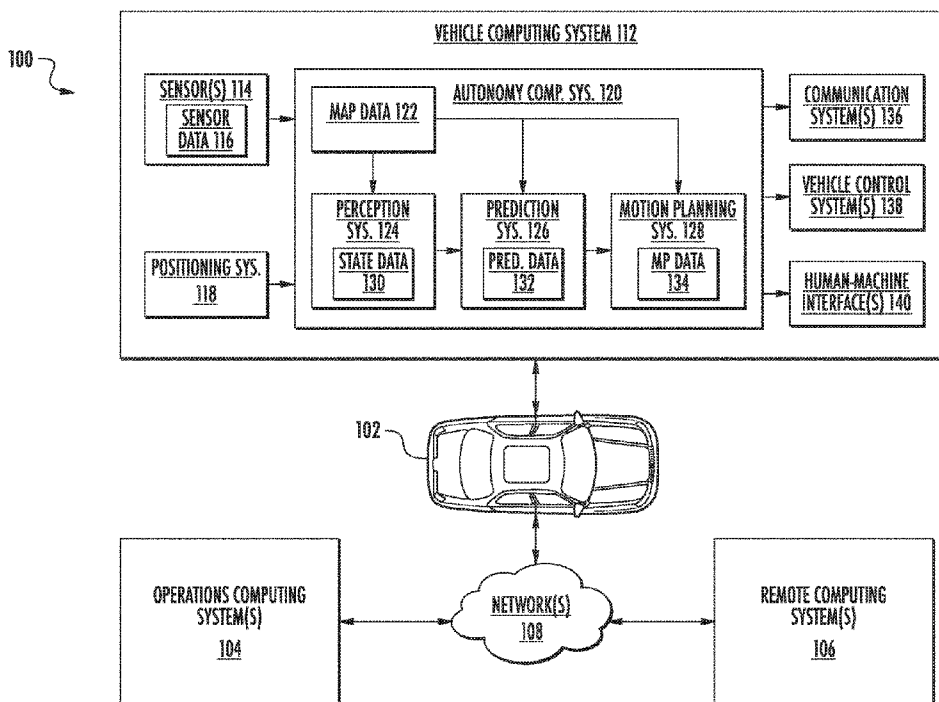 100
VEHICLE COMPUTING SYSTEM 112
SENSOR(S) 114
SENSOR
DATA 116
POSITIONING SYS.
118
AUTONOMY COMP. SYS. 120
MAP DATA 122
PERCEPTION
SYS. 124
STATE DATA
130
PREDICTION
SYS. 126
PRED. DATA
132
MOTION PLANNING
SYS. 128
MP DATA
134
COMMUNICATION
SYSTEM(S) 136
VEHICLE CONTROL
SYSTEM(S) 138
HUMAN-MACHINE
INTERFACE(S) 140
102
OPERATIONS COMPUTING
SYSTEM(S)
104
NETWORK(S)
108
REMOTE COMPUTING
SYSTEM(S)
106